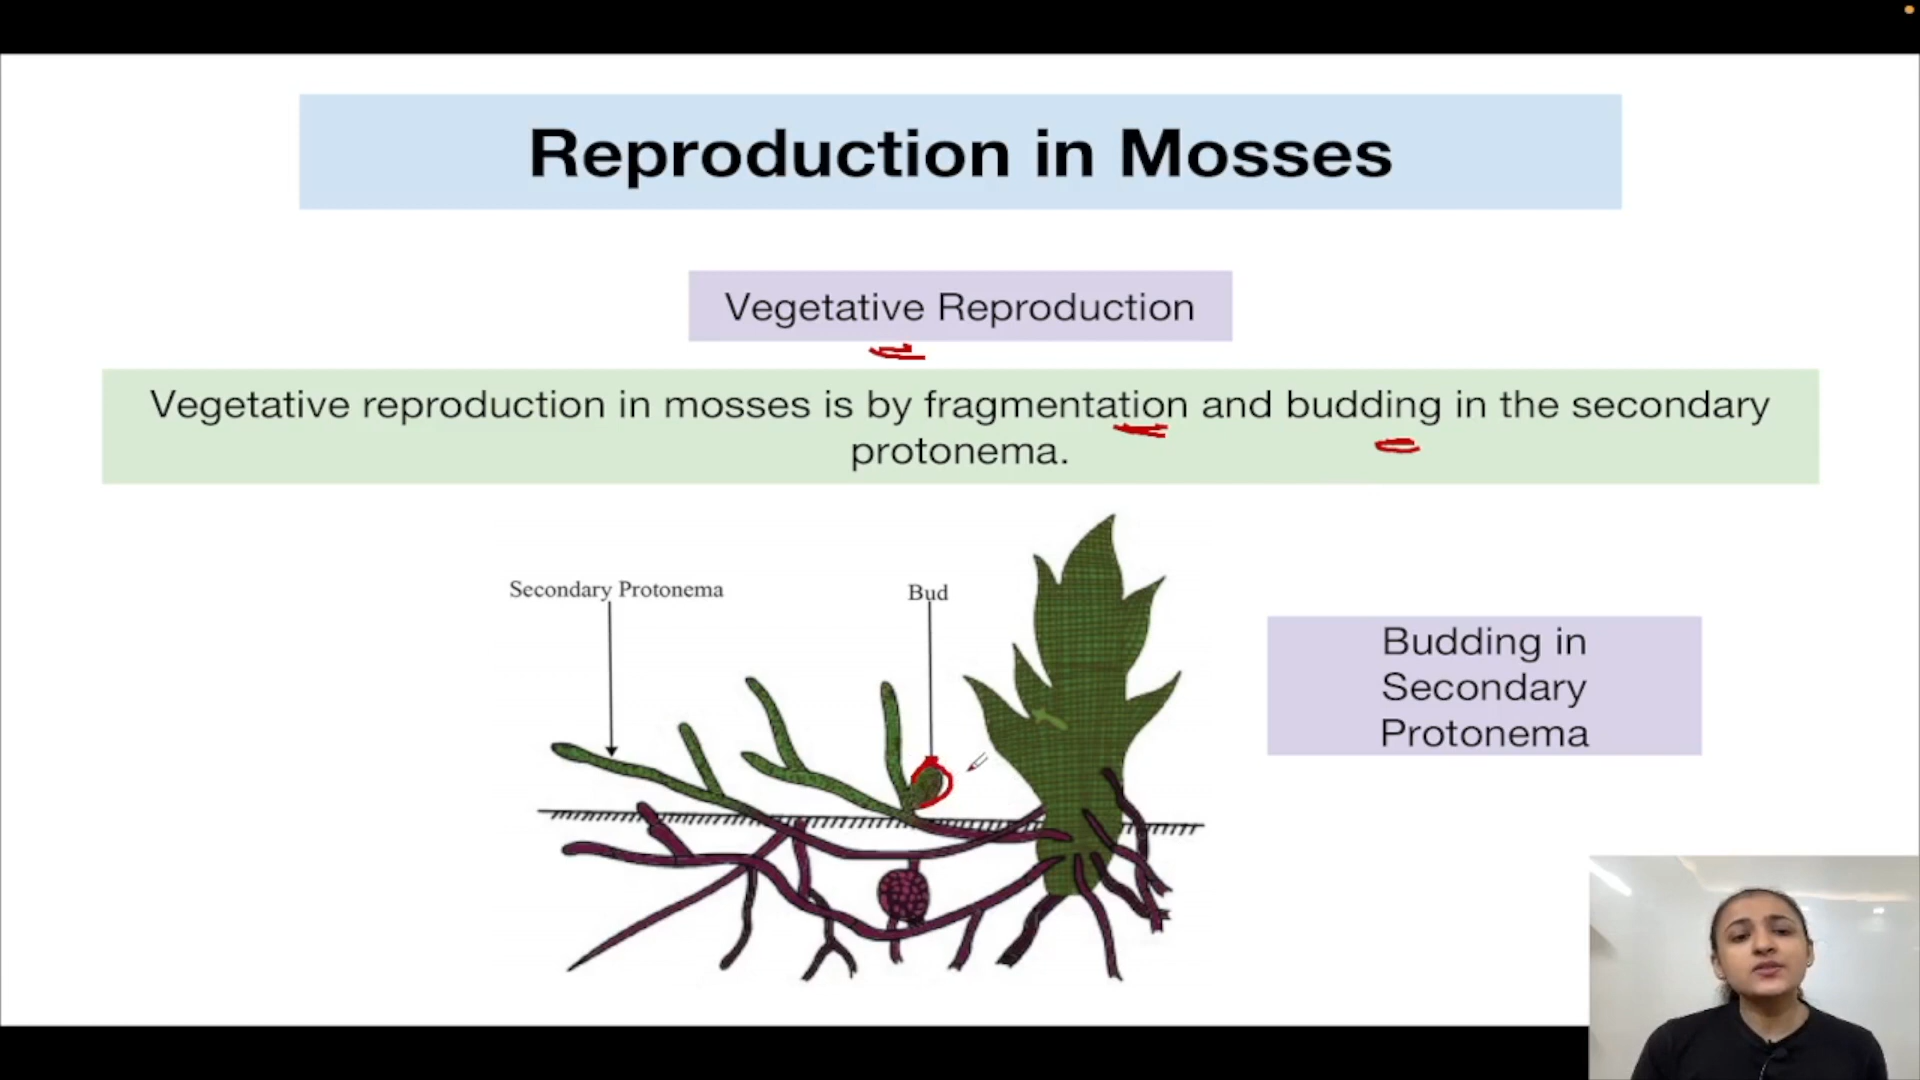 Reproduction in Mosses
Vegetative Reproduction
Vegetative reproduction in mosses is by fragmentation and budding in the secondary
protonema.
Secondary Protonema
Bud
Budding in
Secondary
Protonema